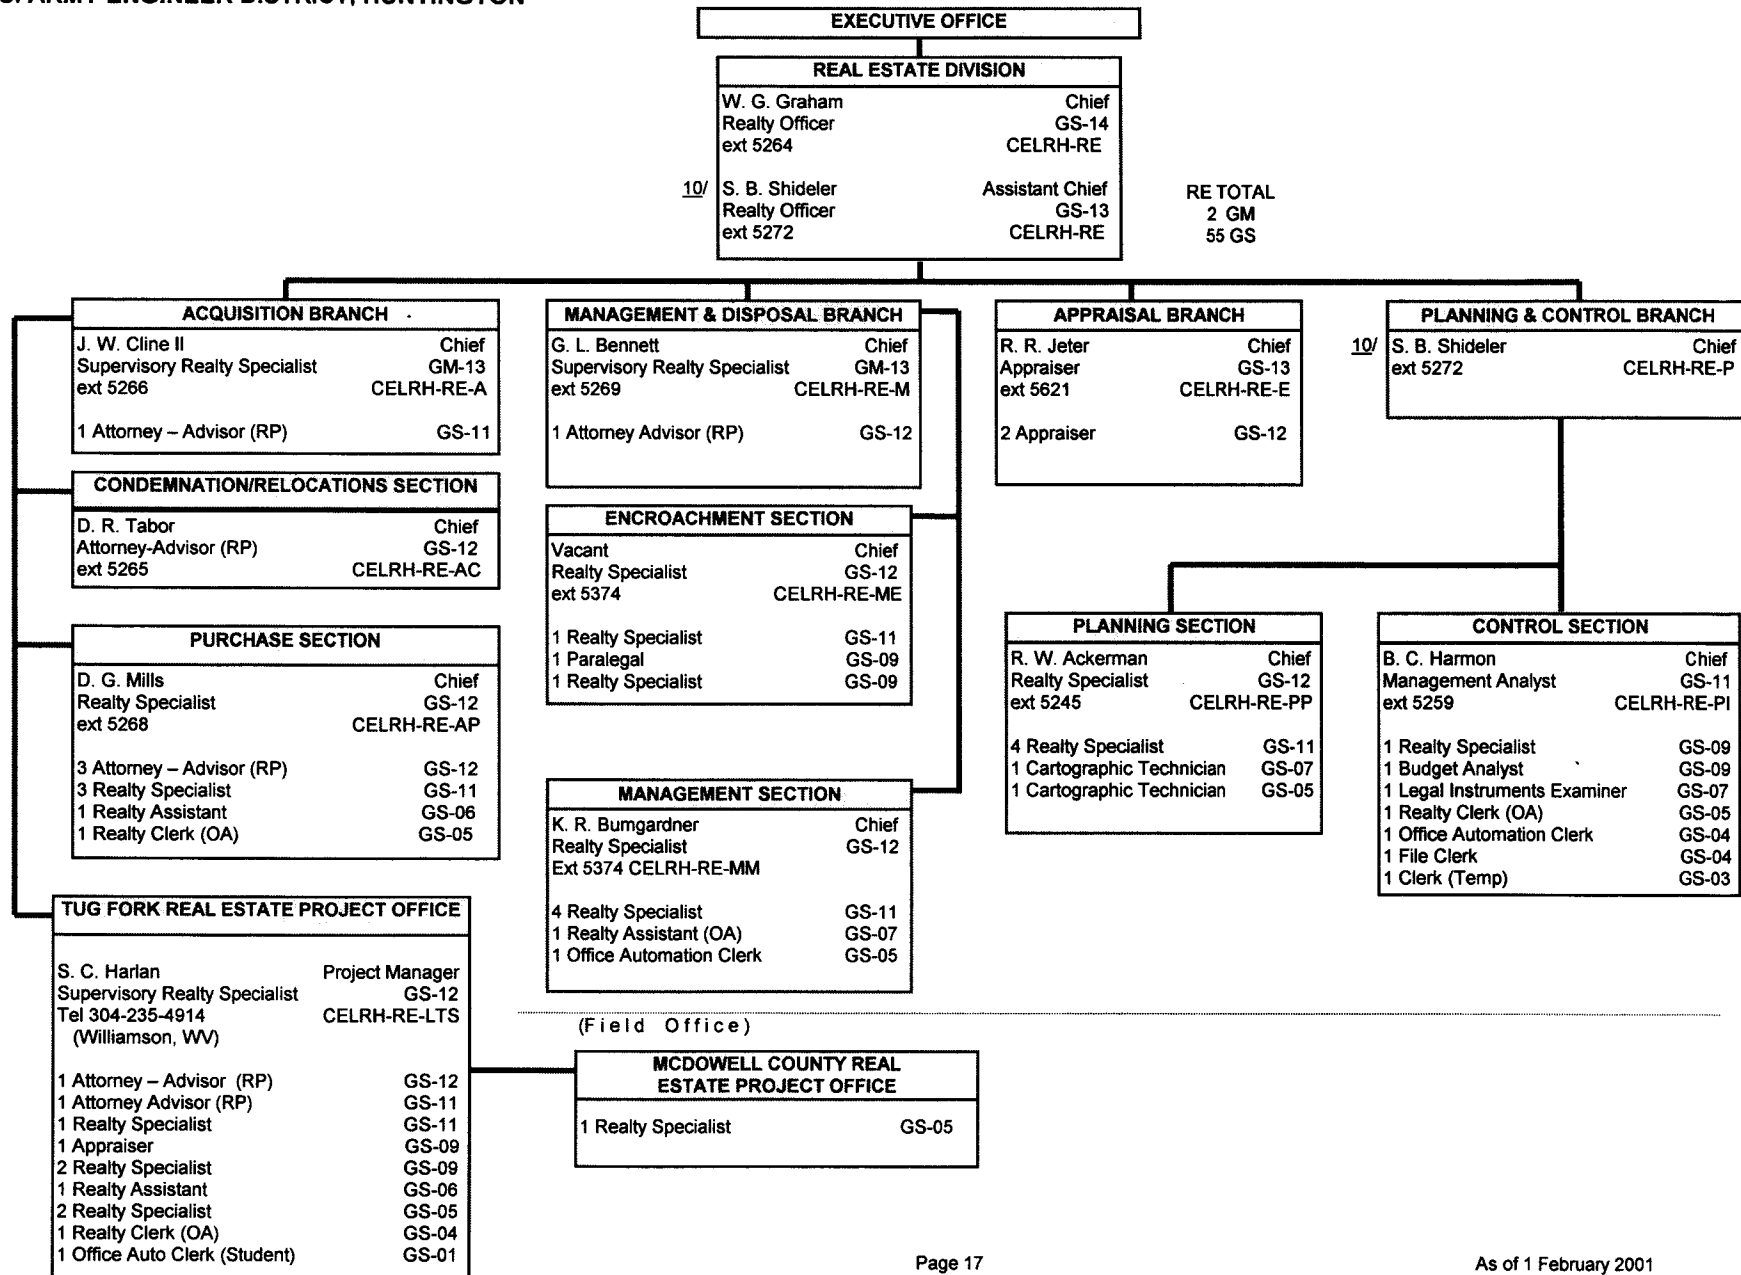 ARMY ENGINEER DISTRICT, HUNTINGTON
EXECUTIVE OFFICE
REAL ESTATE DIVISION
W. G. Graham Chief
Realty Officer GS-14
ext 5264 CELRH-RE
10/ S. B. Shideler Assistant Chief
Realty Officer GS-13
ext 5272 CELRH-RE
RE TOTAL
2 GM
55 GS
ACQUISITION BRANCH
J. W. Cline II Chief
Supervisory Realty Specialist GM-13
ext 5266 CELRH-RE-A
1 Attorney – Advisor (RP) GS-11
CONDEMNATION/RELOCATIONS SECTION
D. R. Tabor Chief
Attorney-Advisor (RP) GS-12
ext 5265 CELRH-RE-AC
PURCHASE SECTION
D. G. Mills Chief
Realty Specialist GS-12
ext 5268 CELRH-RE-AP
3 Attorney – Advisor (RP) GS-12
3 Realty Specialist GS-11
1 Realty Assistant GS-06
1 Realty Clerk (OA) GS-05
TUG FORK REAL ESTATE PROJECT OFFICE
S. C. Harlan Project Manager
Supervisory Realty Specialist GS-12
Tel 304-235-4914 CELRH-RE-LTS
(Williamson, WV)
1 Attorney – Advisor (RP) GS-12
1 Attorney Advisor (RP) GS-11
1 Realty Specialist GS-11
1 Appraiser GS-09
2 Realty Specialist GS-09
1 Realty Assistant GS-06
2 Realty Specialist GS-05
1 Realty Clerk (OA) GS-04
1 Office Auto Clerk (Student) GS-01
MANAGEMENT & DISPOSAL BRANCH
G. L. Bennett Chief
Supervisory Realty Specialist GM-13
ext 5269 CELRH-RE-M
1 Attorney Advisor (RP) GS-12
ENCROACHMENT SECTION
Vacant Chief
Realty Specialist GS-12
ext 5374 CELRH-RE-ME
1 Realty Specialist GS-11
1 Paralegal GS-09
1 Realty Specialist GS-09
MANAGEMENT SECTION
K. R. Bumgardner Chief
Realty Specialist GS-12
Ext 5374 CELRH-RE-MM
4 Realty Specialist GS-11
1 Realty Assistant (OA) GS-07
1 Office Automation Clerk GS-05
(Field Office)
MCDOWELL COUNTY REAL
ESTATE PROJECT OFFICE
1 Realty Specialist GS-05
APPRAISAL BRANCH
R. R. Jeter Chief
Appraiser GS-13
ext 5621 CELRH-RE-E
2 Appraiser GS-12
PLANNING & CONTROL BRANCH
10/ S. B. Shideler Chief
ext 5272 CELRH-RE-P
PLANNING SECTION
R. W. Ackerman Chief
Realty Specialist GS-12
ext 5245 CELRH-RE-PP
4 Realty Specialist GS-11
1 Cartographic Technician GS-07
1 Cartographic Technician GS-05
CONTROL SECTION
B. C. Harmon Chief
Management Analyst GS-11
ext 5259 CELRH-RE-PI
1 Realty Specialist GS-09
1 Budget Analyst GS-09
1 Legal Instruments Examiner GS-07
1 Realty Clerk (OA) GS-05
1 Office Automation Clerk GS-04
1 File Clerk GS-04
1 Clerk (Temp) GS-03
Page 17
As of 1 February 2001